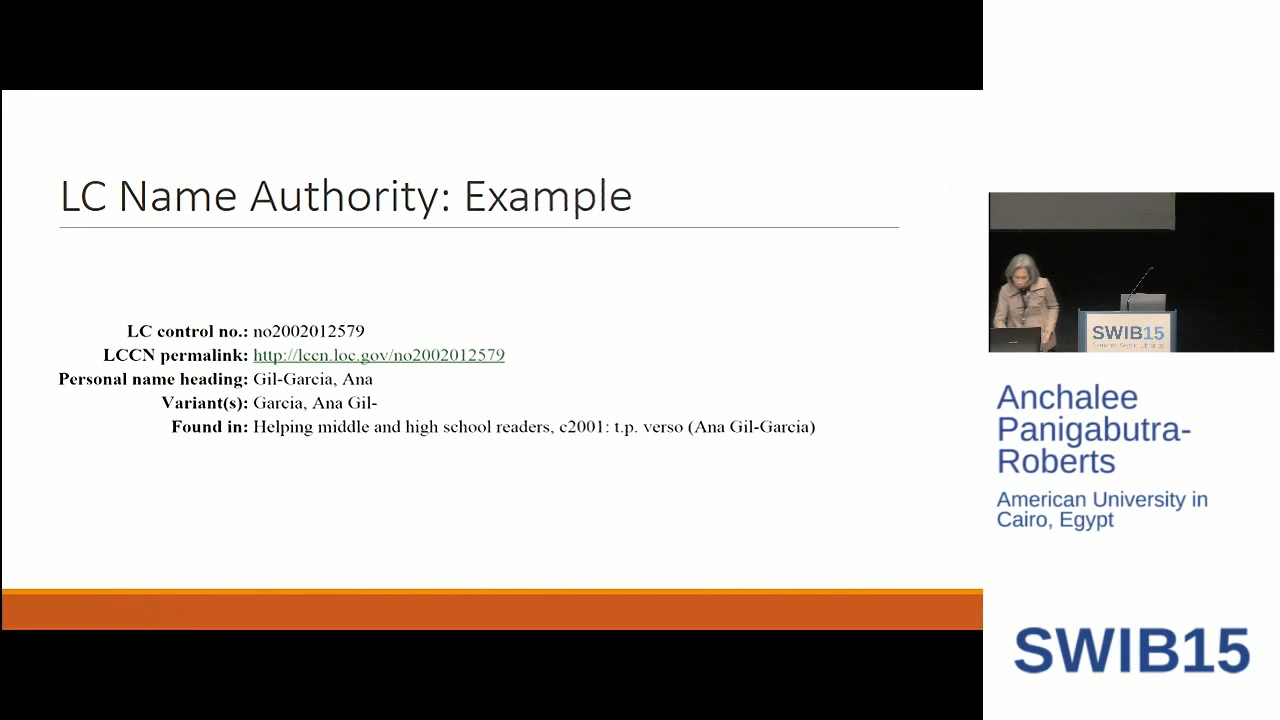 LC Name Authority: Example
LC control no.: no2002012579
LCCN permalink: http://lccn.loc.gov/no2002012579
Personal name heading: Gil-Garcia, Ana
Variant(s): Garcia, Ana Gil-
Found in: Helping middle and high school readers, c2001: t.p. verso (Ana Gil-Garcia)
SWIB15
Anchalee
Panigabutra-
Roberts
American University in
Cairo, Egypt
SWIB15